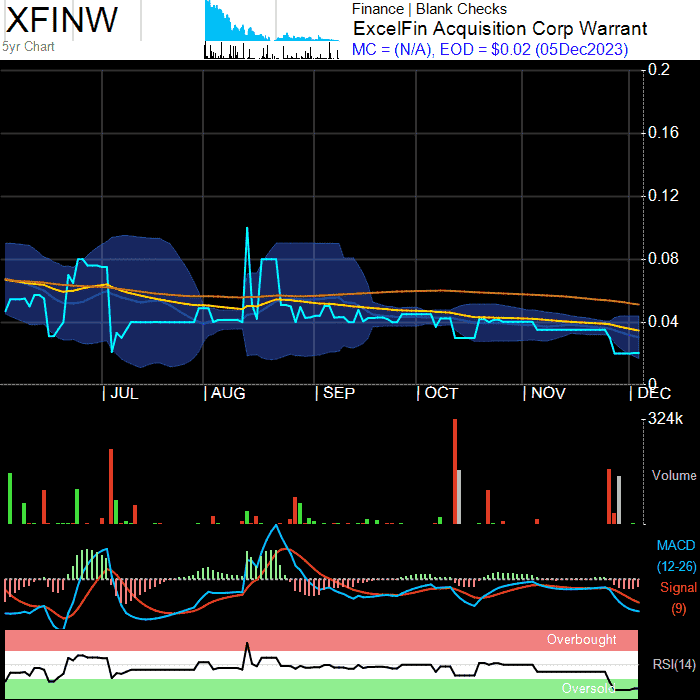 XFINW
5yr Chart
Finance | Blank Checks
ExcelFin Acquisition Corp Warrant
MC = (N/A), EOD = $0.02 (05Dec2023)
0.2
0.16
0.12
0.08
0.04
0
JUL
AUG
SEP
OCT
NOV
DEC
324k
Volume
MACD
(12-26)
Signal
(9)
Overbought
RSI(14)
Oversold